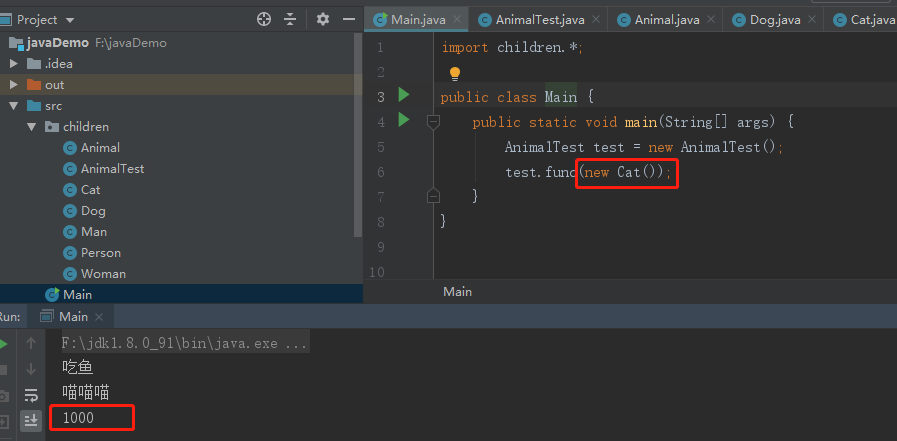 Project
Main.java AnimalTest.java Animal.java Dog.java Cat.java
javaDemo F:\javaDemo
.idea
out
src
children
Animal
AnimalTest
Cat
Dog
Man
Person
Woman
Main
1 import children.*;
2
3 public class Main {
4 public static void main(String[] args) {
5 AnimalTest test = new AnimalTest();
6 test.func(new Cat());
7 }
8 }
9
10
Main
Run: Main
F:\jdk1.8.0_91\bin\java.exe ...
吃鱼
喵喵喵
1000